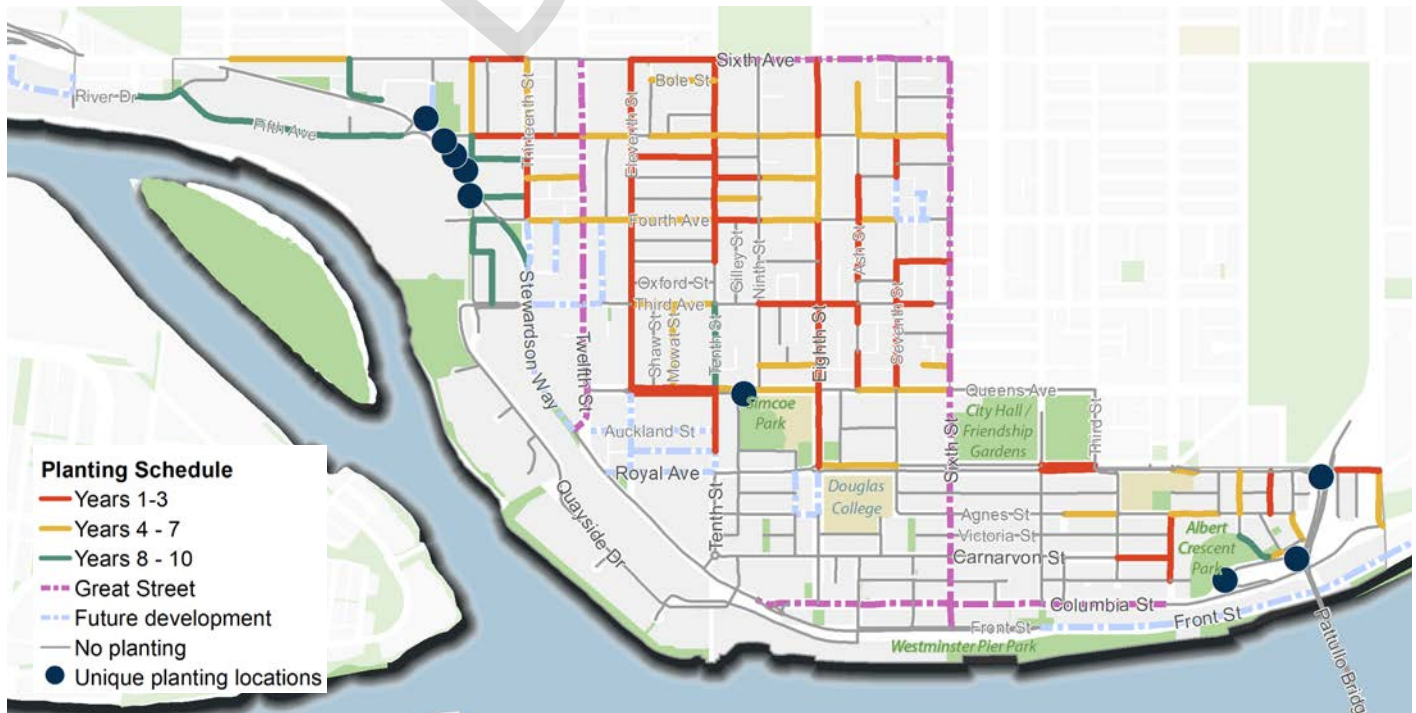 Sixth Ave
Bole St
River Dr
Fifth Ave
Thirteenth St
Eleventh St
Fourth Ave
Gilley St
Ninth St
Ash St
Oxford St
Third Ave
Stewardson Way
Twelfth St
Shaw St
Mowat St
Tenth St
Eighth St
Seventh St
Simcoe
Park
Queens Ave
City Hall /
Friendship
Gardens
Third St
Sixth St
Auckland St
Royal Ave
Quayside Dr
Tenth St
Douglas
College
Agnes St
Victoria St
Carnarvon St
Albert
Crescent
Park
Columbia St
Front St
Front St
Westminster Pier Park
Pattullo Bridg
Planting Schedule
Years 1-3
Years 4 - 7
Years 8 - 10
Great Street
Future development
No planting
Unique planting locations